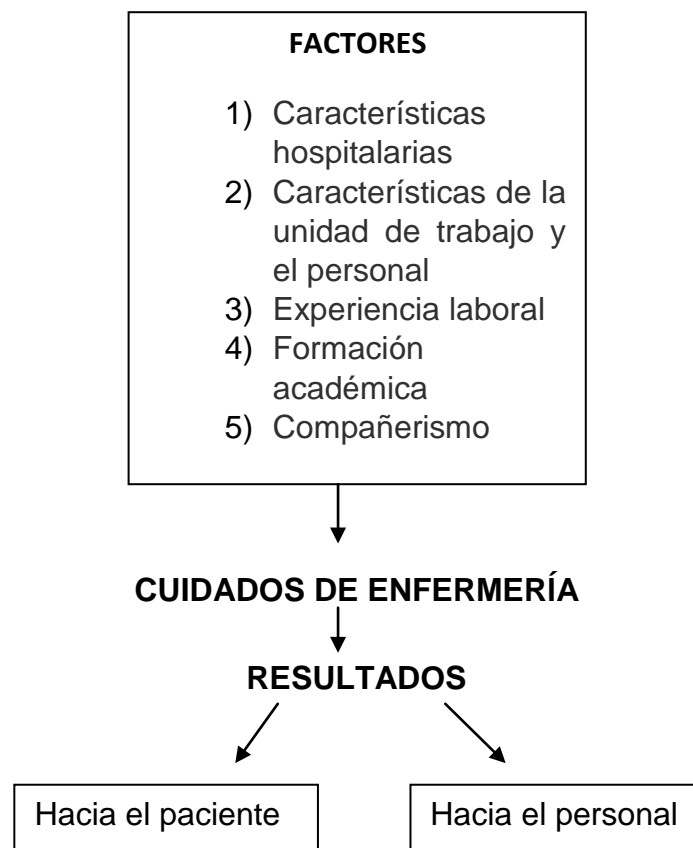 FACTORES
1) Características
hospitalarias
2) Características de la
unidad de trabajo y
el personal
3) Experiencia laboral
4) Formación
académica
5) Compañerismo
CUIDADOS DE ENFERMERÍA
RESULTADOS
Hacia el paciente
Hacia el personal